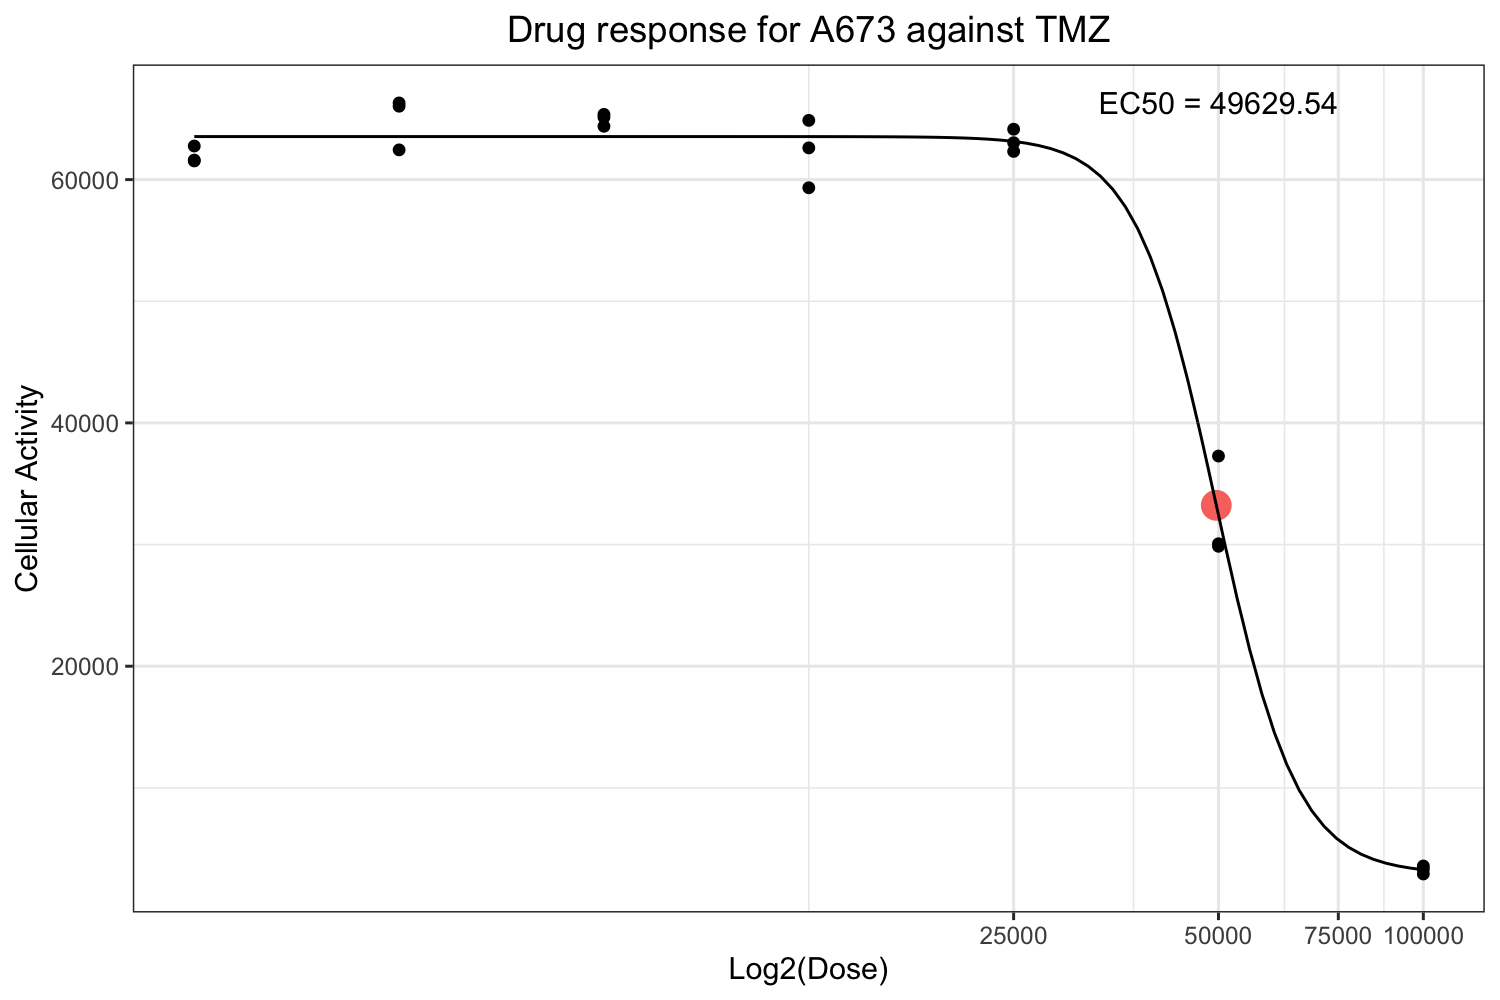 Drug response for A673 against TMZ
EC50 = 49629.54
60000
40000
20000
Cellular Activity
25000 50000 75000 100000
Log2(Dose)